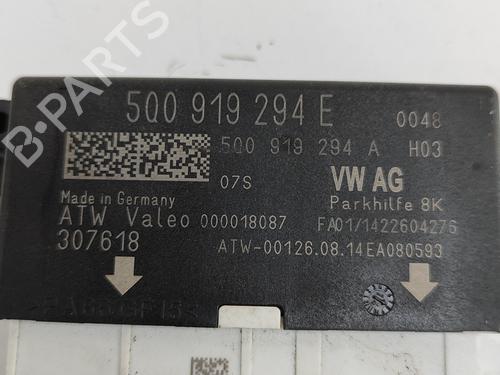 5Q0 919 294 E 0048
5Q0 919 294 A H03
07S VW AG
Made in Germany Parkhilfe 8K
ATW Valeo 000018087 FA01/1422604276
307618 ATW-00126.08.14EA080593
B-PARTS